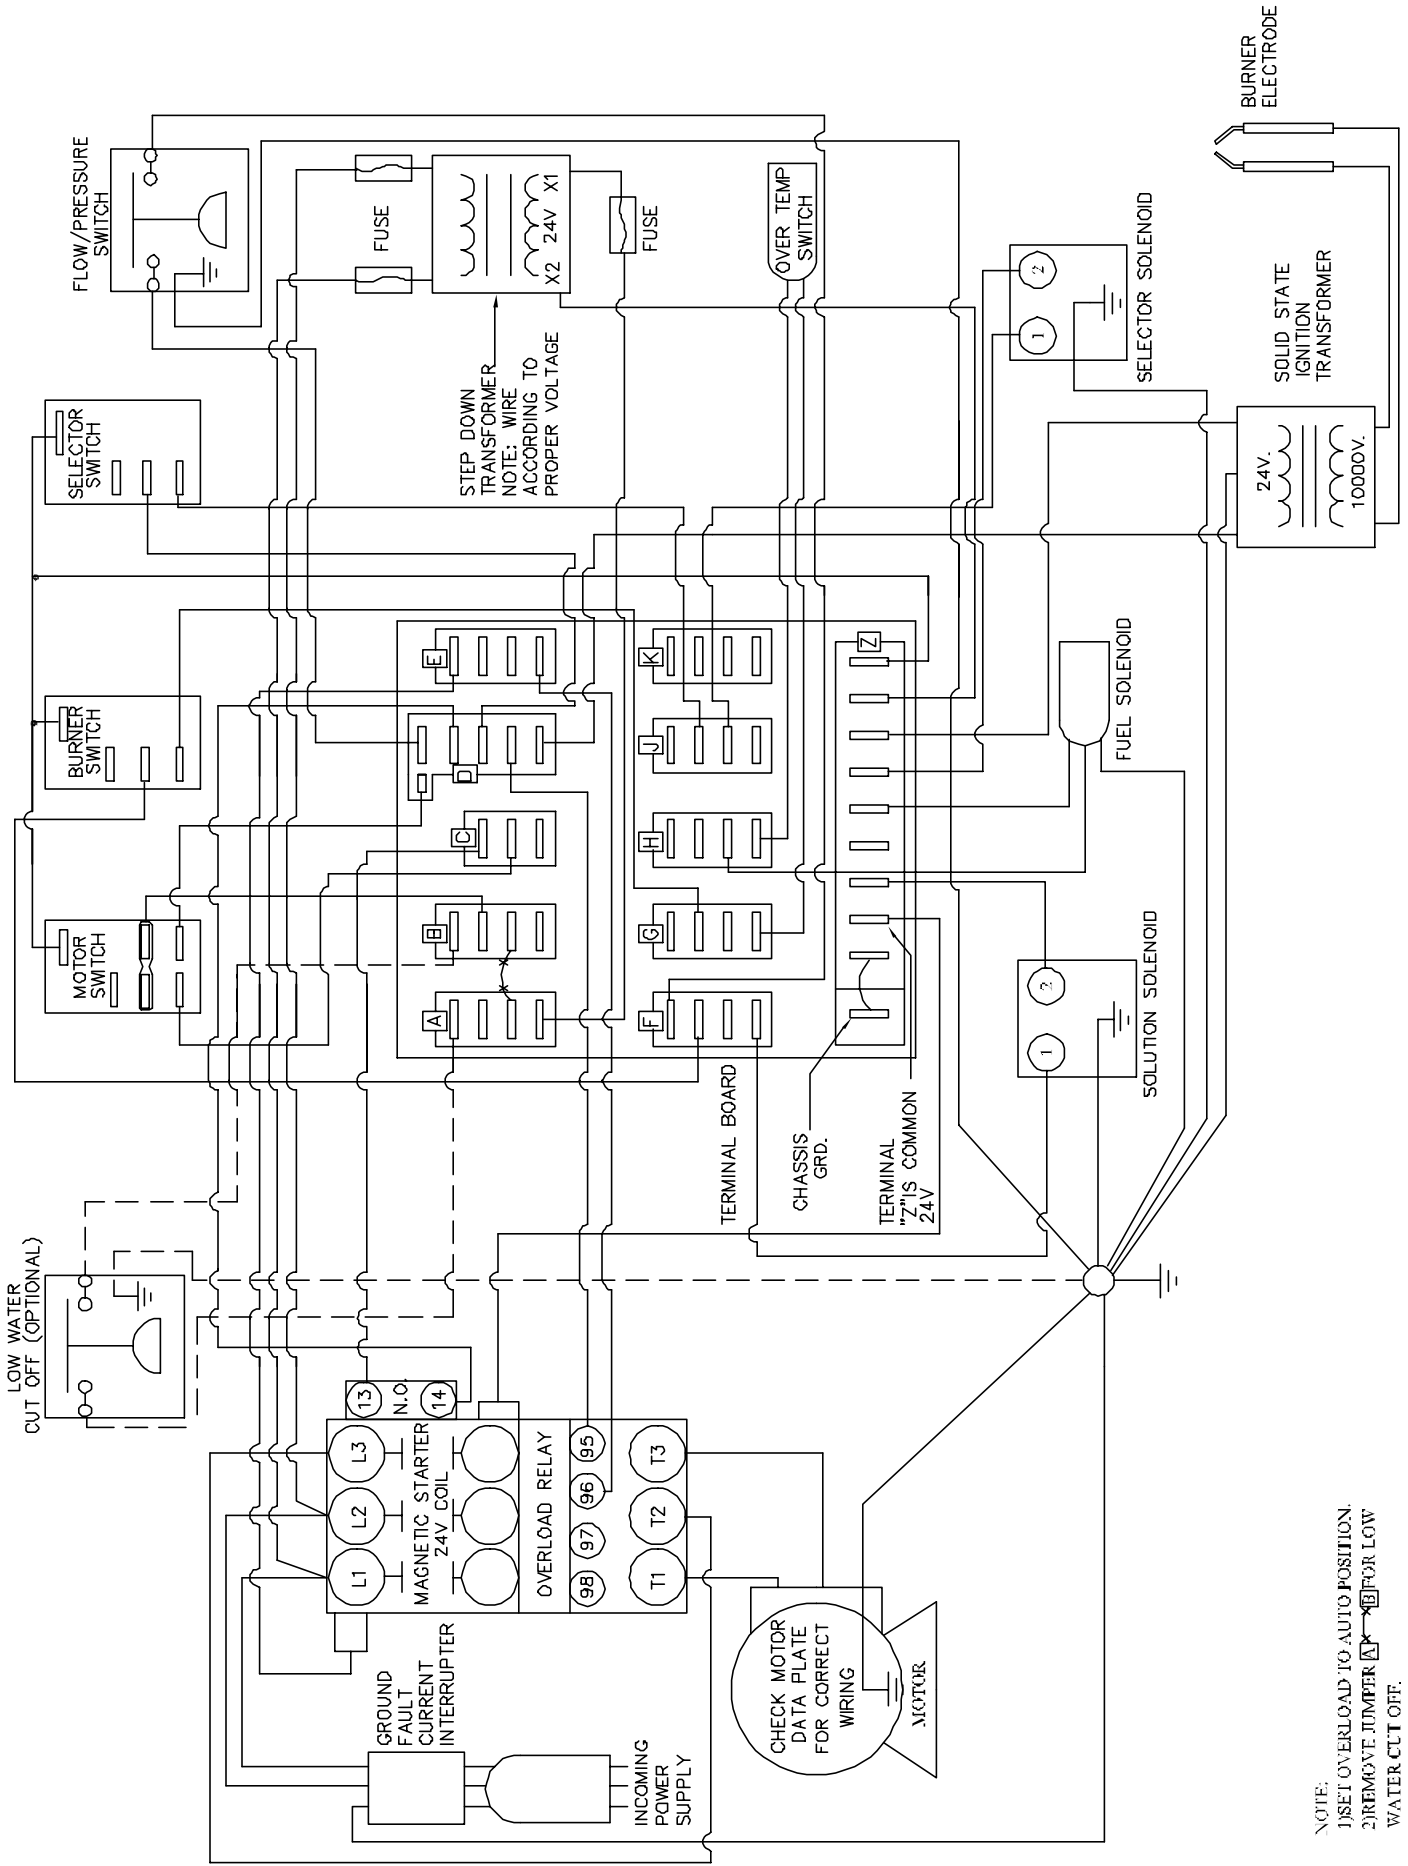 LOW WATER
CUT OFF (OPTIONAL)
MOTOR
SWITCH
BURNER
SWITCH
SELECTOR
SWITCH
FLOW/PRESSURE
SWITCH
GROUND
FAULT
CURRENT
INTERRUPTER
INCOMING
POWER
SUPPLY
L1
L2
L3
13
N.O.
14
MAGNETIC STARTER
24V COIL
OVERLOAD RELAY
98
97
96
95
T1
T2
T3
CHECK MOTOR
DATA PLATE
FOR CORRECT
WIRING
MOTOR
A
B
C
D
E
F
G
H
J
K
Z
TERMINAL BOARD
CHASSIS
GRD.
TERMINAL
"Z"IS COMMON
24V
FUSE
X2 24V X1
FUSE
STEP DOWN
TRANSFORMER
NOTE: WIRE
ACCORDING TO
PROPER VOLTAGE
OVER TEMP
SWITCH
1
2
SOLUTION SOLENOID
FUEL SOLENOID
1
2
SELECTOR SOLENOID
24V.
10000V.
SOLID STATE
IGNITION
TRANSFORMER
BURNER
ELECTRODE
NOTE:
1)SET OVERLOAD TO AUTO POSITION.
2)REMOVE JUMPER A B FOR LOW
WATER CUT OFF.